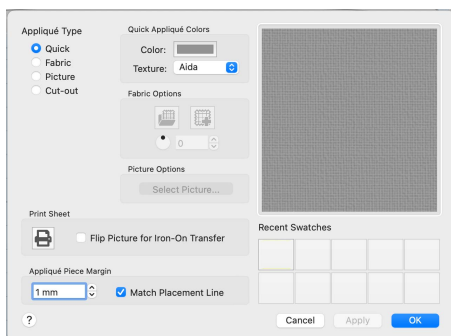 Appliqué Type
Quick
Fabric
Picture
Cut-out
Quick Appliqué Colors
Color:
Texture: Aida
Fabric Options
0
Picture Options
Select Picture...
Print Sheet
Flip Picture for Iron-On Transfer
Recent Swatches
Appliqué Piece Margin
1 mm
Match Placement Line
?
Cancel
Apply
OK